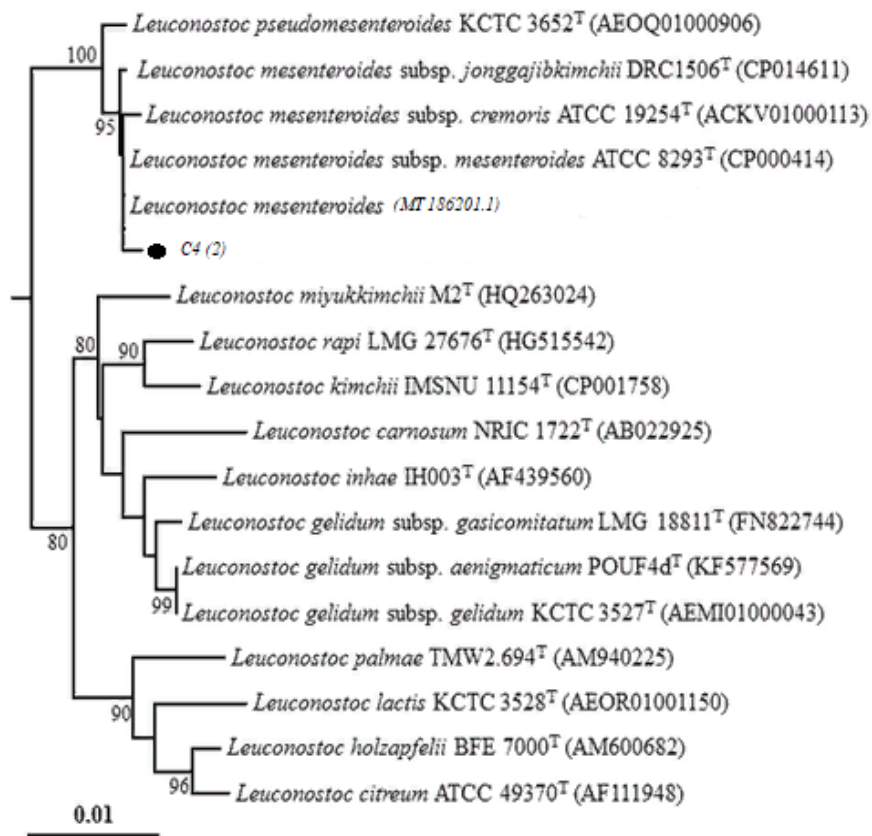 Leuconostoc pseudomesenteroides KCTC 3652ᵀ (AEOQ01000906)
100
Leuconostoc mesenteroides subsp. jonggajibkimchii DRC1506ᵀ (CP014611)
Leuconostoc mesenteroides subsp. cremoris ATCC 19254ᵀ (ACKV01000113)
95
Leuconostoc mesenteroides subsp. mesenteroides ATCC 8293ᵀ (CP000414)
Leuconostoc mesenteroides (MT186201.1)
C4 (2)
Leuconostoc miyukkimchii M2ᵀ (HQ263024)
80
90
Leuconostoc rapi LMG 27676ᵀ (HG515542)
Leuconostoc kimchii IMSNU 11154ᵀ (CP001758)
Leuconostoc carnosum NRIC 1722ᵀ (AB022925)
Leuconostoc inhae IH003ᵀ (AF439560)
Leuconostoc gelidum subsp. gasicomitatum LMG 18811ᵀ (FN822744)
80
Leuconostoc gelidum subsp. aenigmaticum POUF4dᵀ (KF577569)
99
Leuconostoc gelidum subsp. gelidum KCTC 3527ᵀ (AEMI01000043)
Leuconostoc palmae TMW2.694ᵀ (AM940225)
90
Leuconostoc lactis KCTC 3528ᵀ (AEOR01001150)
Leuconostoc holzapfelii BFE 7000ᵀ (AM600682)
96
Leuconostoc citreum ATCC 49370ᵀ (AF111948)
0.01